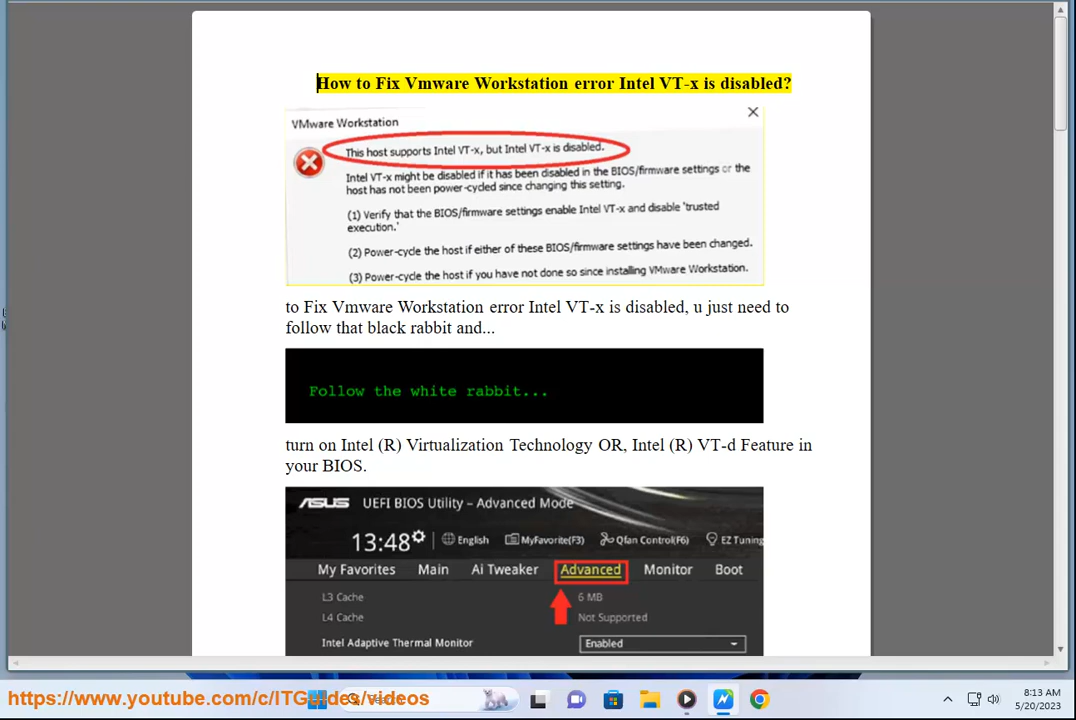 How to Fix Vmware Workstation error Intel VT-x is disabled?
VMware Workstation
This host supports Intel VT-x, but Intel VT-x is disabled.
Intel VT-x might be disabled if it has been disabled in the BIOS/firmware settings or the
host has not been power-cycled since changing this setting.
(1) Verify that the BIOS/firmware settings enable Intel VT-x and disable 'trusted
execution.'
(2) Power-cycle the host if either of these BIOS/firmware settings have been changed.
(3) Power-cycle the host if you have not done so since installing VMware Workstation.
to Fix Vmware Workstation error Intel VT-x is disabled, u just need to
follow that black rabbit and...
Follow the white rabbit...
turn on Intel (R) Virtualization Technology OR, Intel (R) VT-d Feature in
your BIOS.
ASUS UEFI BIOS Utility – Advanced Mode
13:48 English MyFavorite(F3) Qfan Control(F6) EZ Tuning
My Favorites Main Ai Tweaker Advanced Monitor Boot
L3 Cache 6 MB
L4 Cache Not Supported
Intel Adaptive Thermal Monitor Enabled
https://www.youtube.com/c/ITGuides/videos
8:13 AM
5/20/2023